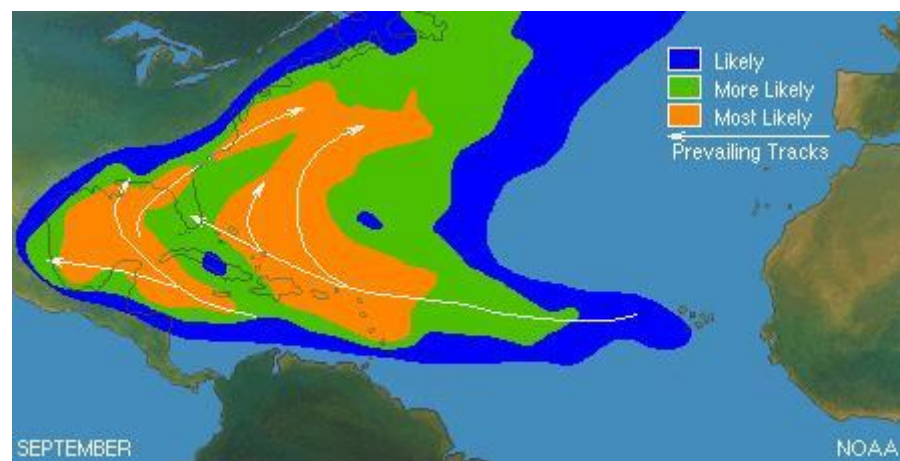 Likely
More Likely
Most Likely
Prevailing Tracks
SEPTEMBER
NOAA